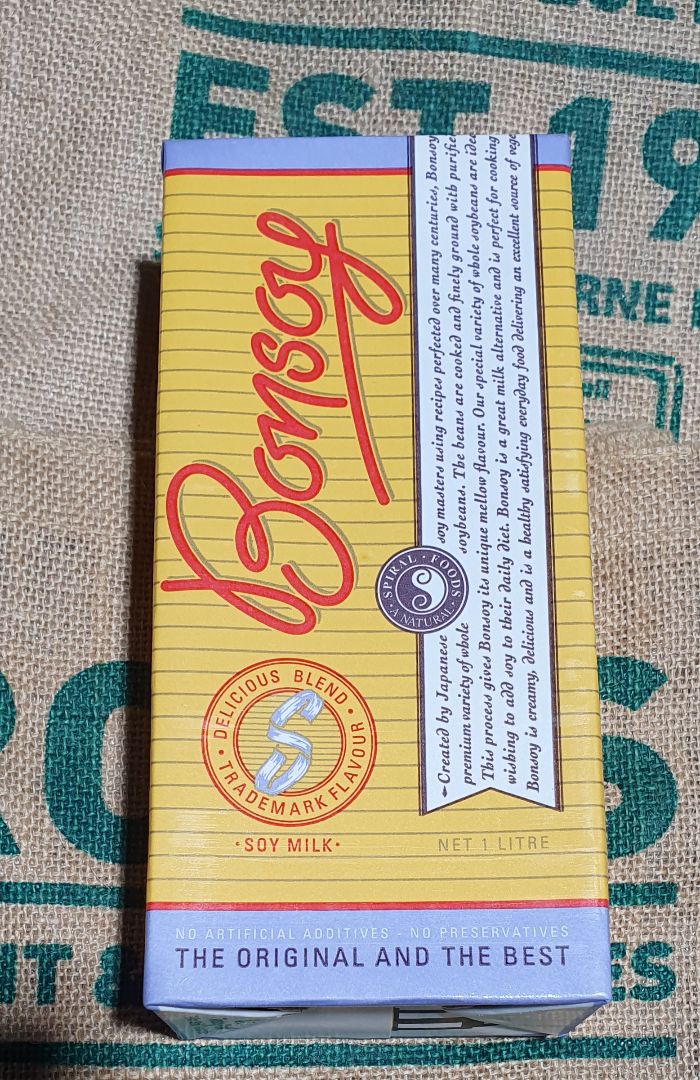 EST 19
RNE
Bonsoy
Created by Japanese soy masters using recipes perfected over many centuries, Bonsoy
premium variety of whole soybeans. The beans are cooked and finely ground with purifie
This process gives Bonsoy its unique mellow flavour. Our special variety of whole soybeans are idea
wishing to add soy to their daily diet. Bonsoy is a great milk alternative and is perfect for cooking
Bonsoy is creamy, delicious and is a healthy satisfying everyday food delivering an excellent source of vege
SPIRAL · FOODS
· A NATURAL ·
DELICIOUS BLEND
S
· TRADEMARK FLAVOUR ·
·SOY MILK·
NET 1 LITRE
NO ARTIFICIAL ADDITIVES - NO PRESERVATIVES
THE ORIGINAL AND THE BEST